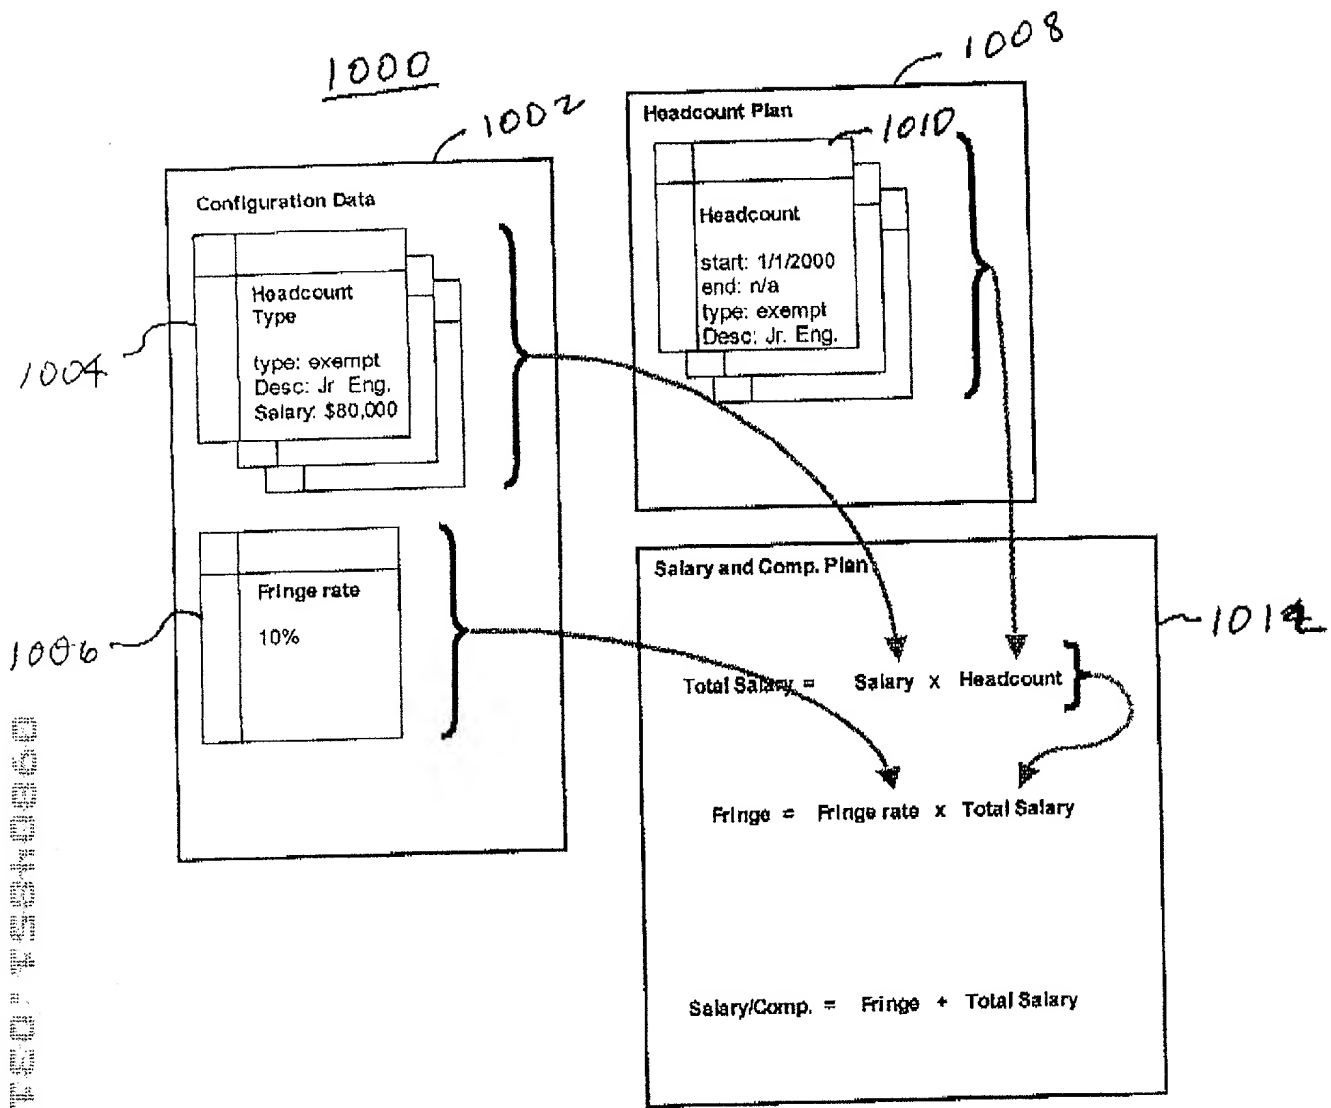 1000
1002
Configuration Data
Headcount
Type
type: exempt
Desc: Jr Eng.
Salary: $80,000
1004
Fringe rate
10%
1006
1008
Headcount Plan
1010
Headcount
start: 1/1/2000
end: n/a
type: exempt
Desc: Jr. Eng.
Salary and Comp. Plan
Total Salary = Salary x Headcount
Fringe = Fringe rate x Total Salary
Salary/Comp. = Fringe + Total Salary